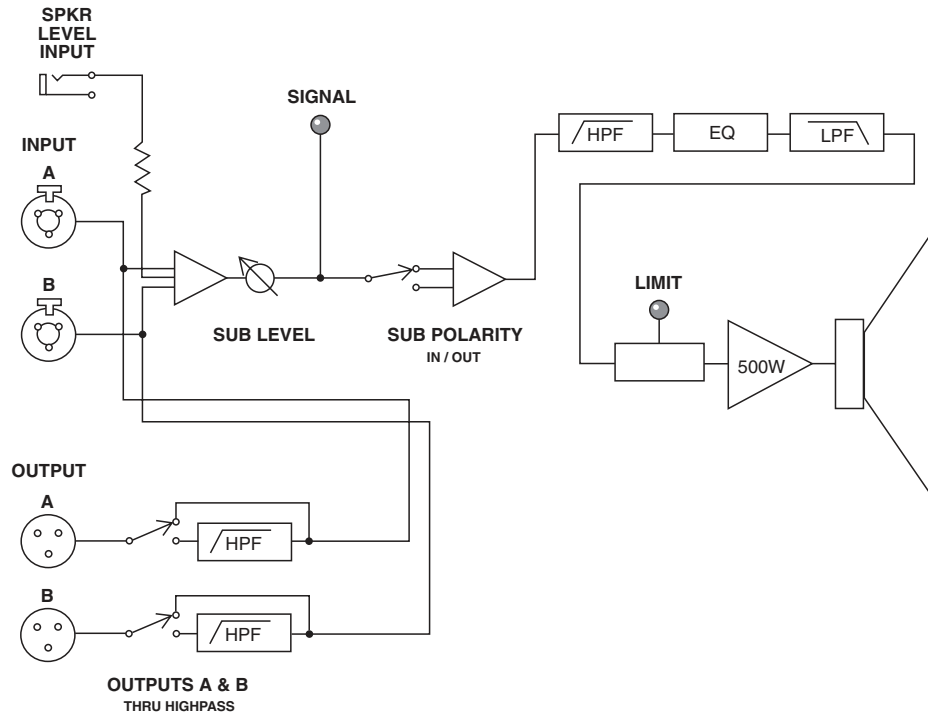 SPKR
LEVEL
INPUT
SIGNAL
INPUT
A
HPF
EQ
LPF
B
LIMIT
SUB LEVEL
SUB POLARITY
IN / OUT
500W
OUTPUT
A
HPF
B
HPF
OUTPUTS A & B
THRU HIGHPASS